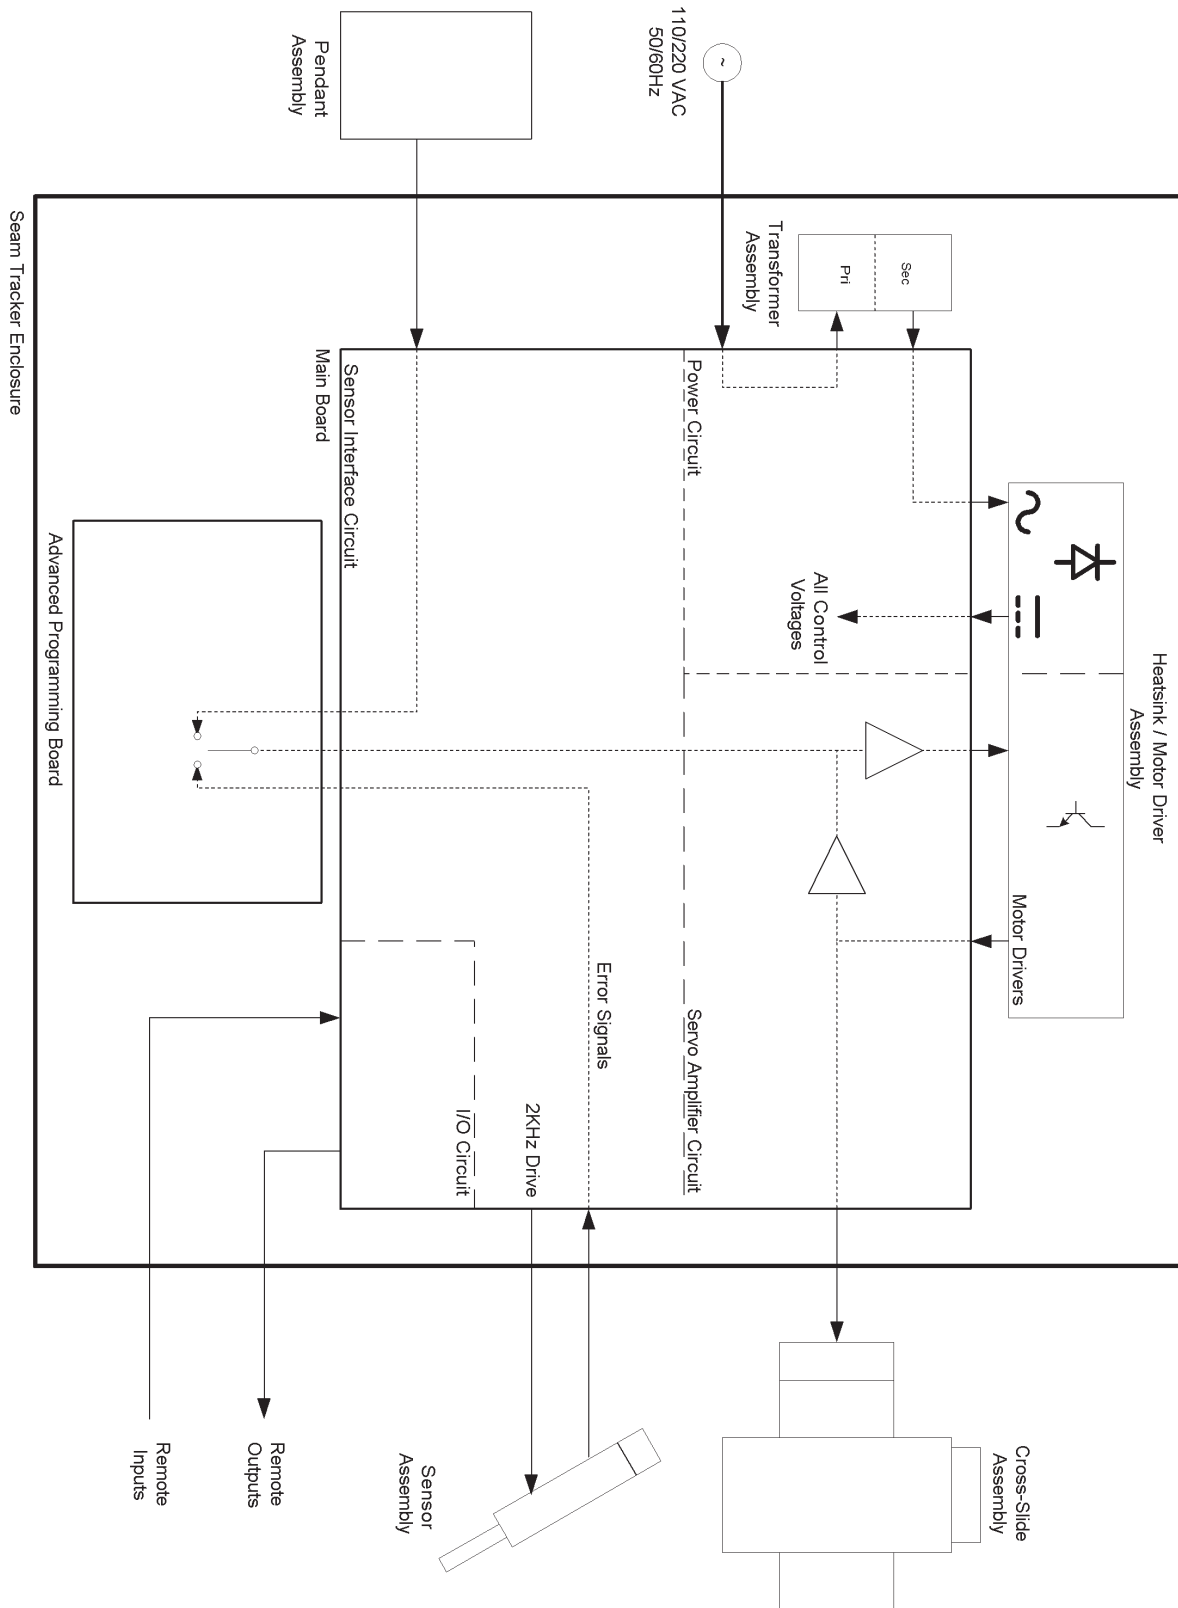 Heatsink / Motor Driver
Assembly
Motor Drivers
Sec
Pri
Transformer
Assembly
110/220 VAC
50/60Hz
~
All Control
Voltages
Power Circuit
Servo Amplifier Circuit
Cross-Slide
Assembly
Error Signals
2KHz Drive
I/O Circuit
Sensor Interface Circuit
Main Board
Pendant
Assembly
Sensor
Assembly
Remote
Outputs
Remote
Inputs
Advanced Programming Board
Seam Tracker Enclosure